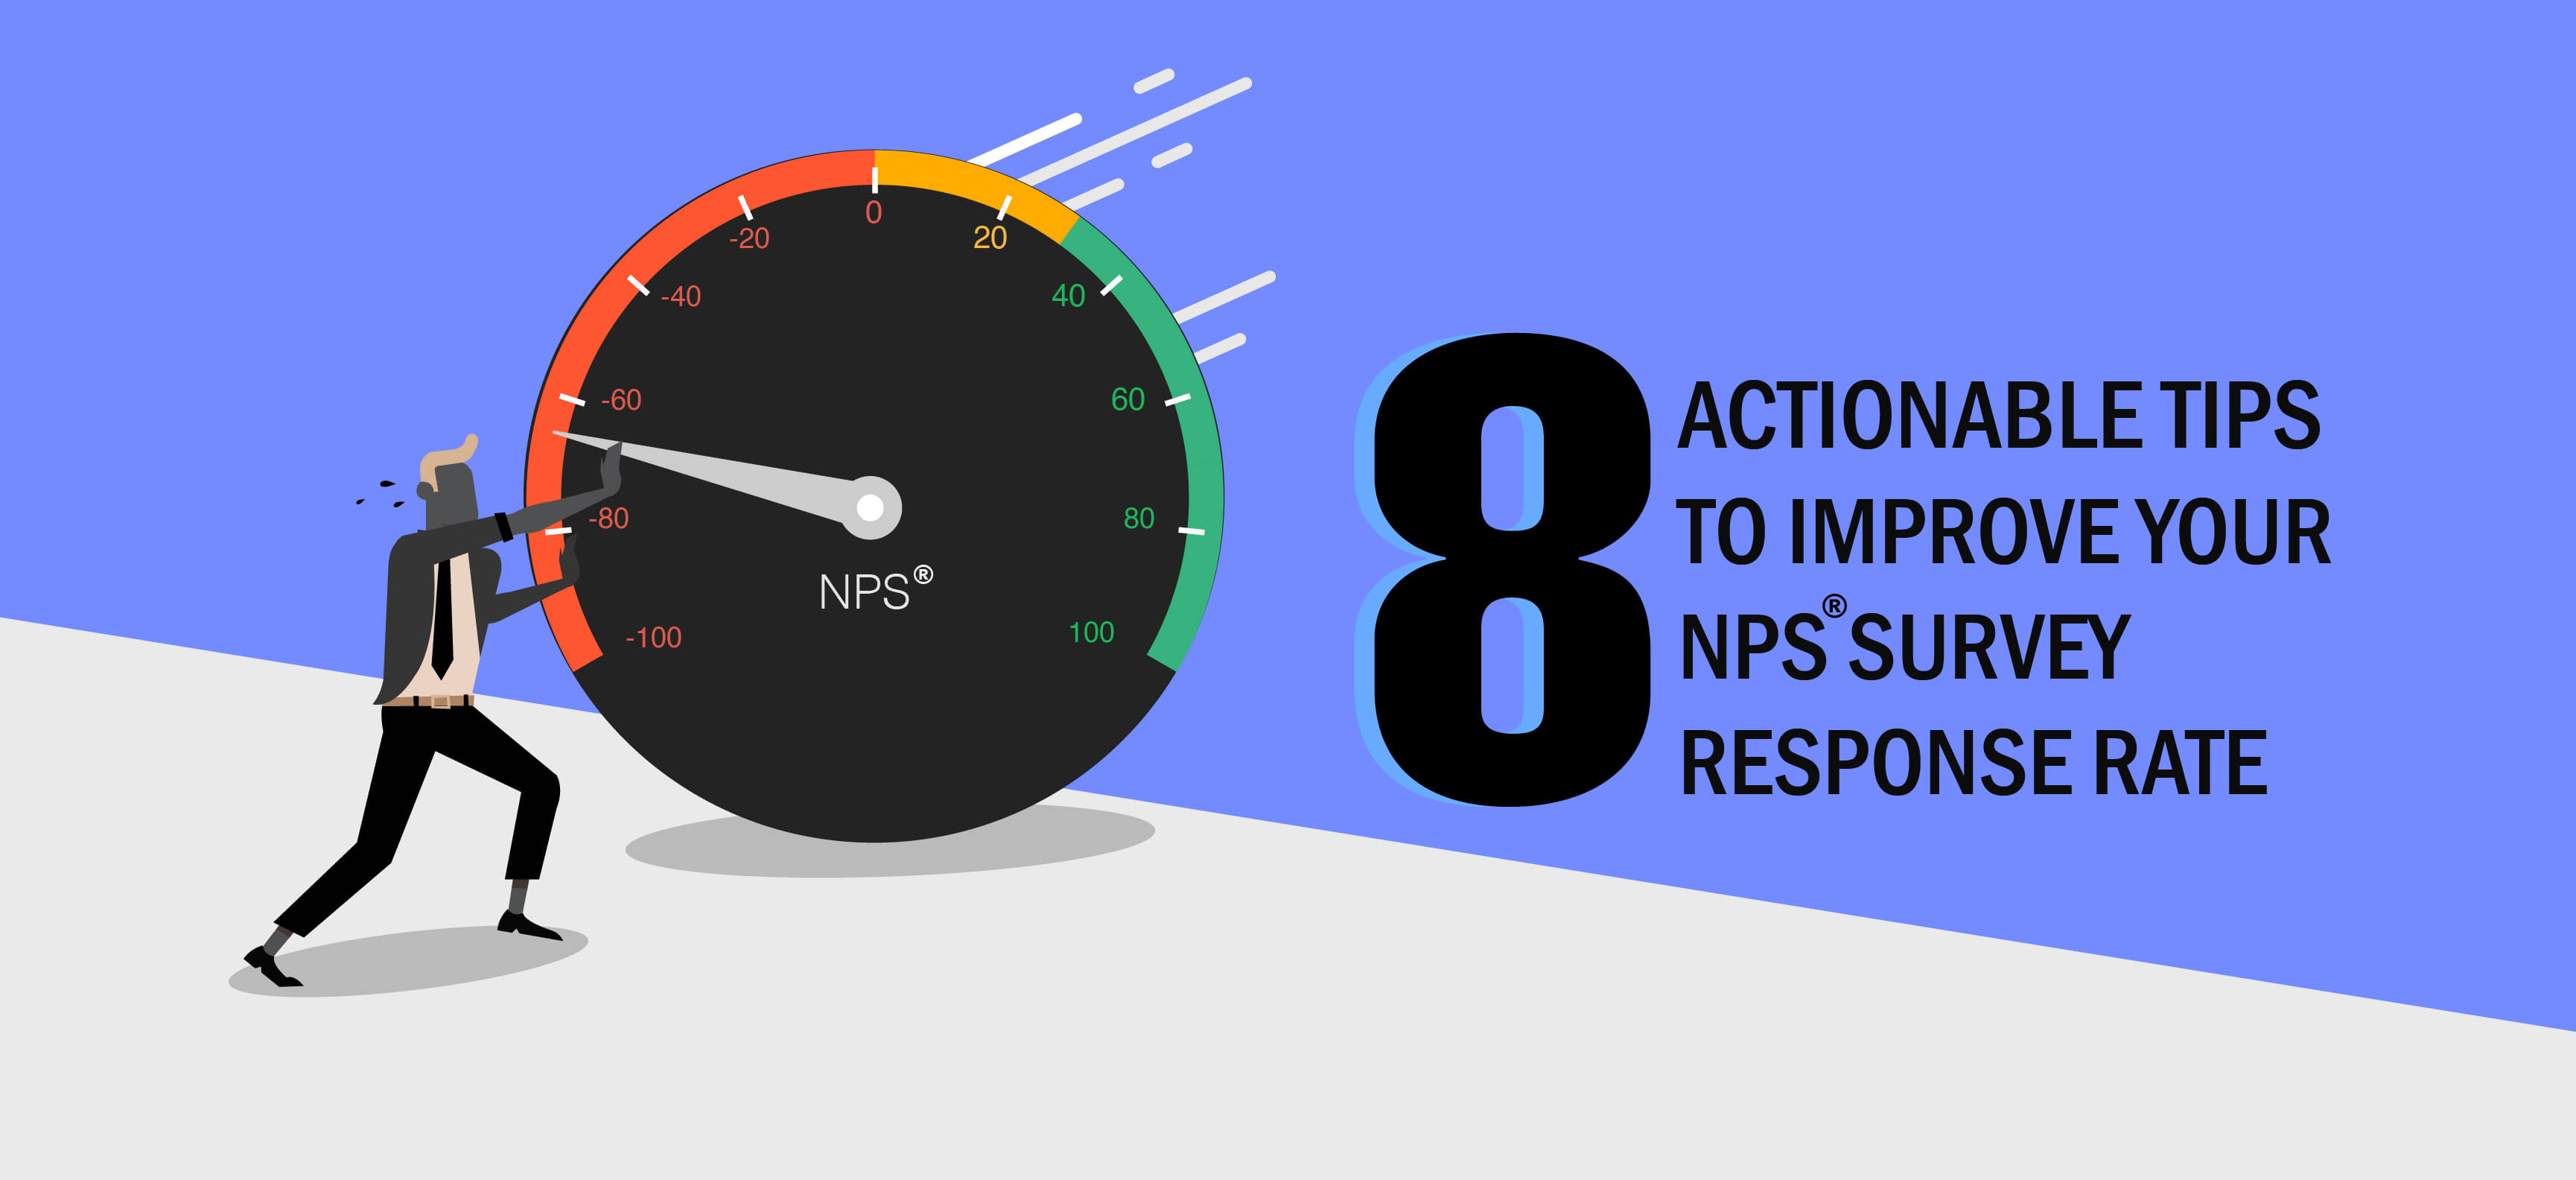 0
-20
20
-40
40
-60
60
-80
80
NPS®
-100
100
8
ACTIONABLE TIPS
TO IMPROVE YOUR
NPS® SURVEY
RESPONSE RATE